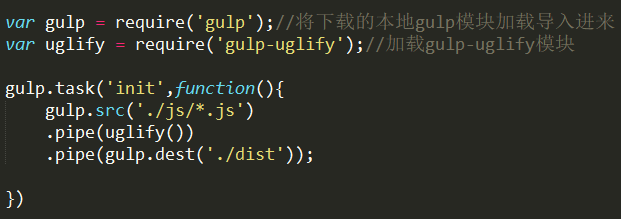 var gulp = require('gulp');//将下载的本地gulp模块加载导入进来
var uglify = require('gulp-uglify');//加载gulp-uglify模块
gulp.task('init',function(){
    gulp.src('./js/*.js')
    .pipe(uglify())
    .pipe(gulp.dest('./dist'));
})